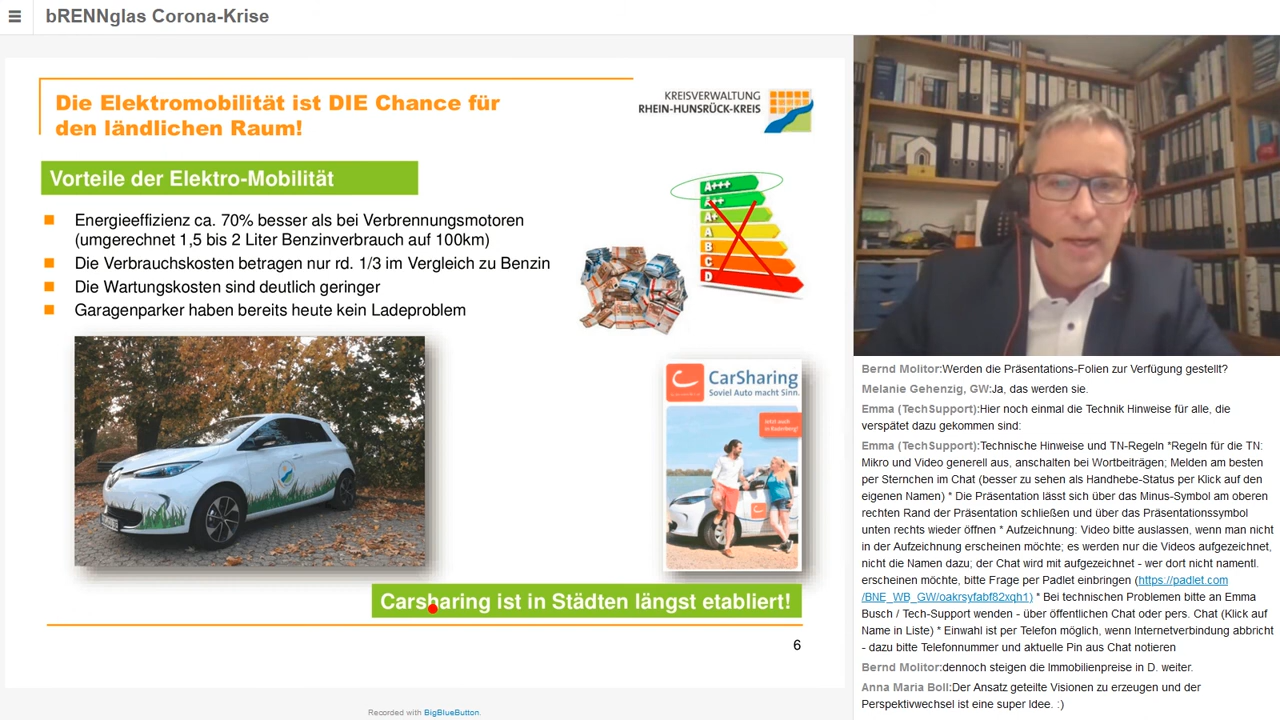 bRENNglas Corona-Krise
Die Elektromobilität ist DIE Chance für
den ländlichen Raum!
KREISVERWALTUNG
RHEIN-HUNSRÜCK-KREIS
Vorteile der Elektro-Mobilität
Energieeffizienz ca. 70% besser als bei Verbrennungsmotoren
(umgerechnet 1,5 bis 2 Liter Benzinverbrauch auf 100km)
Die Verbrauchskosten betragen nur rd. 1/3 im Vergleich zu Benzin
Die Wartungskosten sind deutlich geringer
Garagenparker haben bereits heute kein Ladeproblem
A+++
A++
A+
A
B
C
D
CarSharing
Soviel Auto macht Sinn.
Carsharing ist in Städten längst etabliert!
6
Recorded with BigBlueButton.
Bernd Molitor:Werden die Präsentations-Folien zur Verfügung gestellt?
Melanie Gehenzig, GW:Ja, das werden sie.
Emma (TechSupport):Hier noch einmal die Technik Hinweise für alle, die
verspätet dazu gekommen sind:
Emma (TechSupport):Technische Hinweise und TN-Regeln *Regeln für die TN:
Mikro und Video generell aus, anschalten bei Wortbeiträgen; Melden am besten
per Sternchen im Chat (besser zu sehen als Handhebe-Status per Klick auf den
eigenen Namen) * Die Präsentation lässt sich über das Minus-Symbol am oberen
rechten Rand der Präsentation schließen und über das Präsentationssymbol
unten rechts wieder öffnen * Aufzeichnung: Video bitte auslassen, wenn man nicht
in der Aufzeichnung erscheinen möchte; es werden nur die Videos aufgezeichnet,
nicht die Namen dazu; der Chat wird mit aufgezeichnet - wer dort nicht namentl.
erscheinen möchte, bitte Frage per Padlet einbringen (https://padlet.com
/BNE_WB_GW/oakrsyfabf82xqh1) * Bei technischen Problemen bitte an Emma
Busch / Tech-Support wenden - über öffentlichen Chat oder pers. Chat (Klick auf
Name in Liste) * Einwahl ist per Telefon möglich, wenn Internetverbindung abbricht
- dazu bitte Telefonnummer und aktuelle Pin aus Chat notieren
Bernd Molitor:dennoch steigen die Immobilienpreise in D. weiter.
Anna Maria Boll:Der Ansatz geteilte Visionen zu erzeugen und der
Perspektivwechsel ist eine super Idee. :)